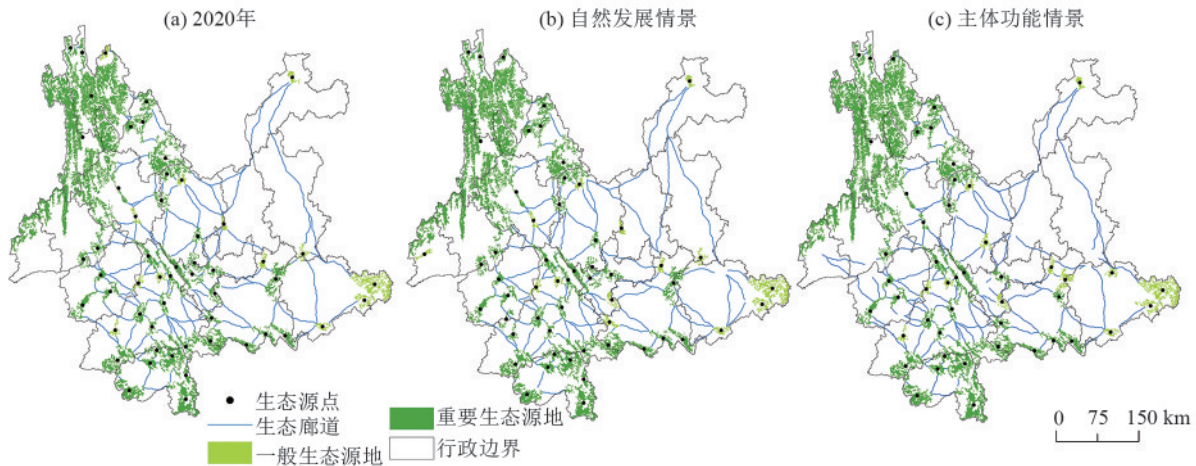 (a) 2020年
(b) 自然发展情景
(c) 主体功能情景
生态源点
生态廊道
一般生态源地
重要生态源地
行政边界
0 75 150 km